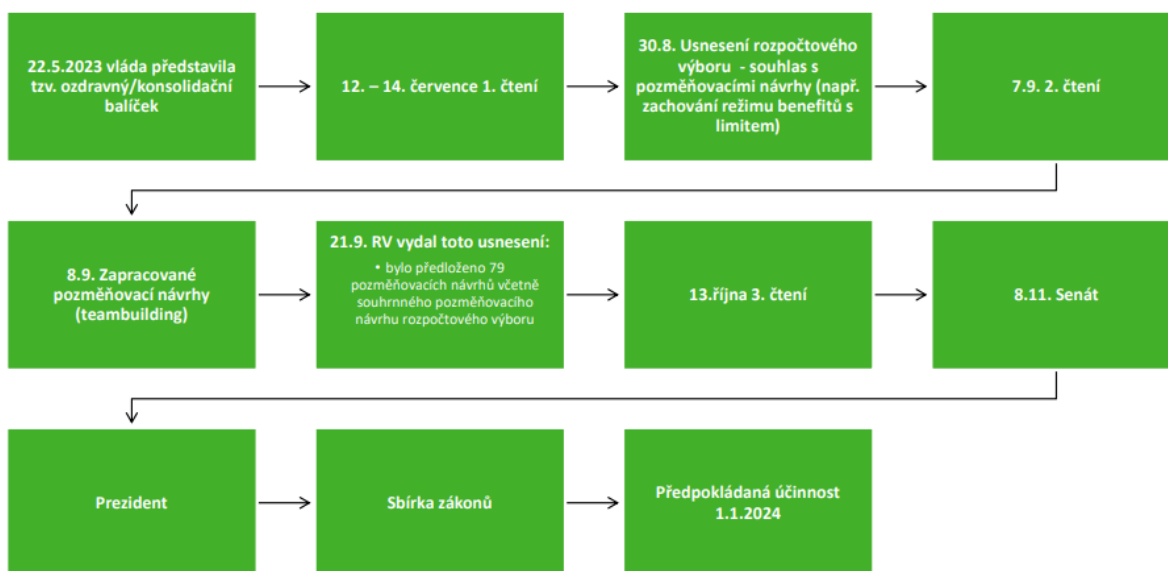 22.5.2023 vláda představila
tzv. ozdravný/konsolidační
balíček
12. – 14. července 1. čtení
30.8. Usnesení rozpočtového
výboru - souhlas s
pozměňovacími návrhy (např.
zachování režimu benefitů s
limitem)
7.9. 2. čtení
8.9. Zapracované
pozměňovací návrhy
(teambuilding)
21.9. RV vydal toto usnesení:
• bylo předloženo 79
pozměňovacích návrhů včetně
souhrnného pozměňovacího
návrhu rozpočtového výboru
13.října 3. čtení
8.11. Senát
Prezident
Sbírka zákonů
Předpokládaná účinnost
1.1.2024